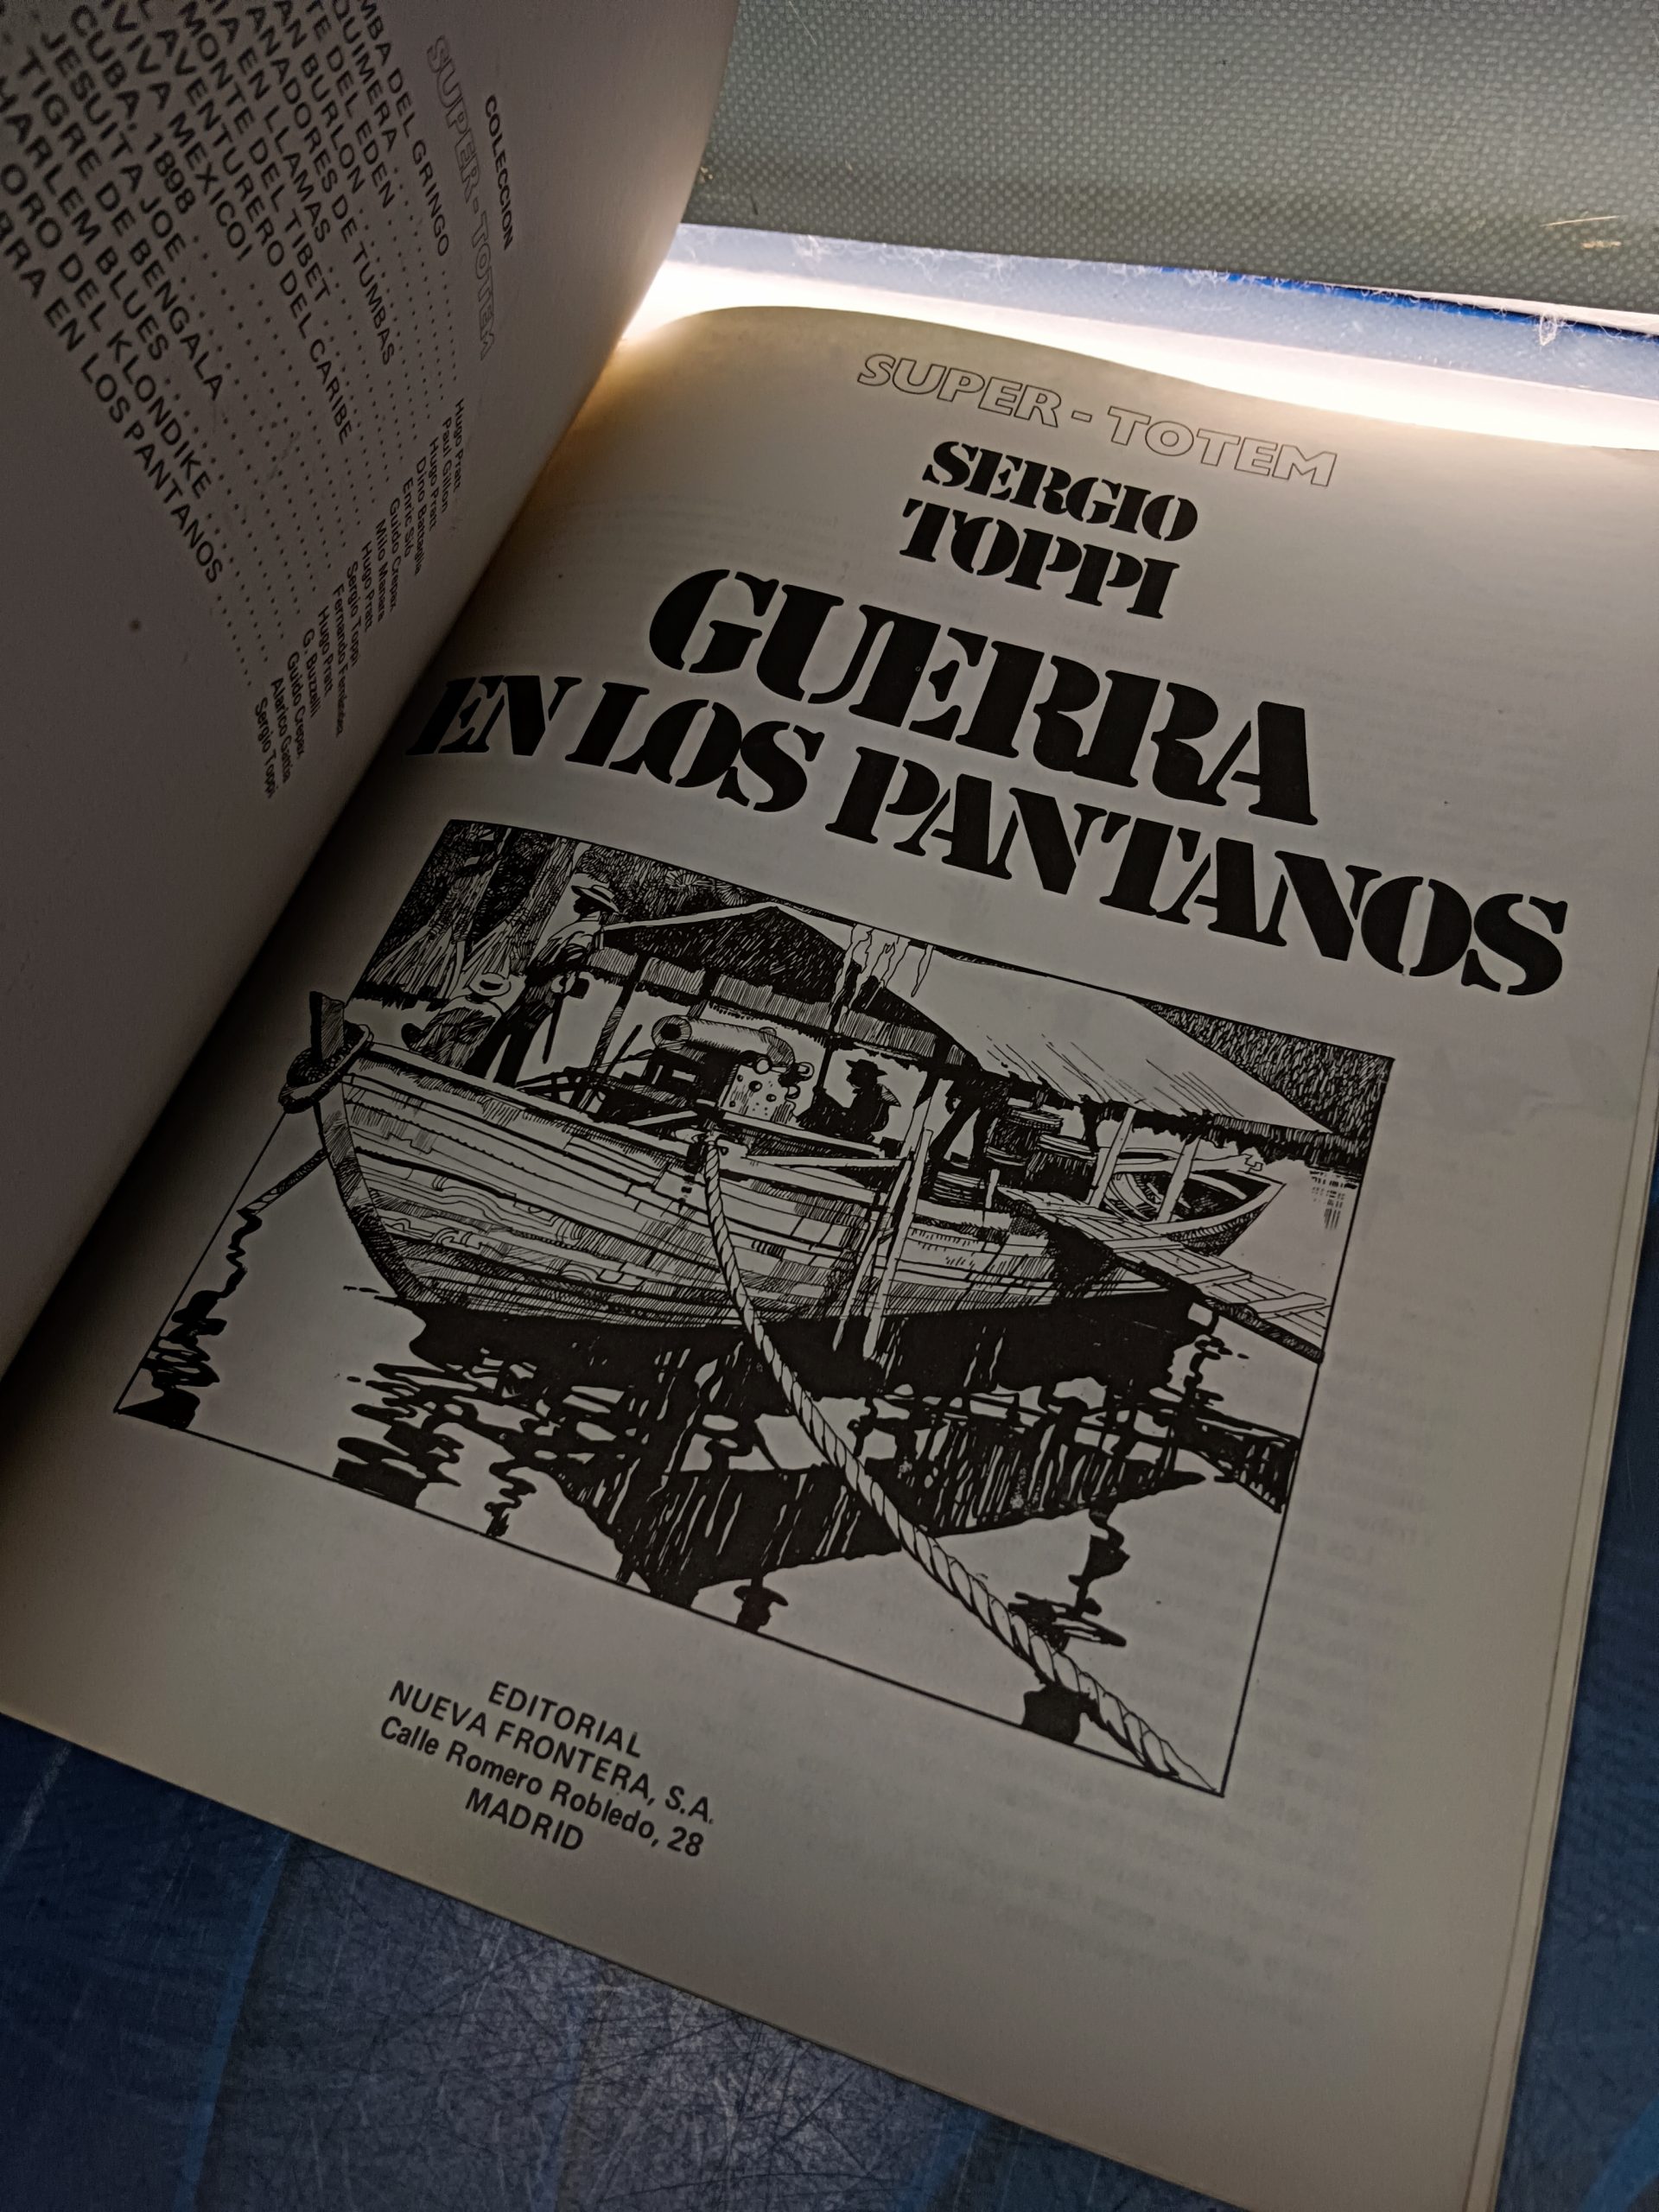 COLECCION
SUPER-TOTEM
DEL GRINGO . . . . . . . . Hugo Pratt
QUIMERA . . . . . . . . Paul Gillon
DEL EDEN . . . . . . . . Hugo Pratt
BURLON . . . . . . . . Dino Battaglia
EN LLAMAS . . . . . . . . Enric Sió
DE TUMBAS . . . . . . . . Guido Crepax
MONTE DEL TIBET . . . . . . . . Milo Manara
AVENTURERO DEL CARIBE . . . . . . . . Hugo Pratt
VIVA MEXICO! . . . . . . . . Sergio Toppi
CUBA, 1898 . . . . . . . . Fernando Fernández
JESUITA JOE . . . . . . . . Hugo Pratt
TIGRE DE BENGALA . . . . . . . . G. Buzzelli
HARLEM BLUES . . . . . . . . Guido Crepax
ORO DEL KLONDIKE . . . . . . . . Alarico Gattia
EN LOS PANTANOS . . . . . . . . Sergio Toppi
SUPER-TOTEM
SERGIO
TOPPI
GUERRA
EN LOS PANTANOS
EDITORIAL
NUEVA FRONTERA, S.A.
Calle Romero Robledo, 28
MADRID